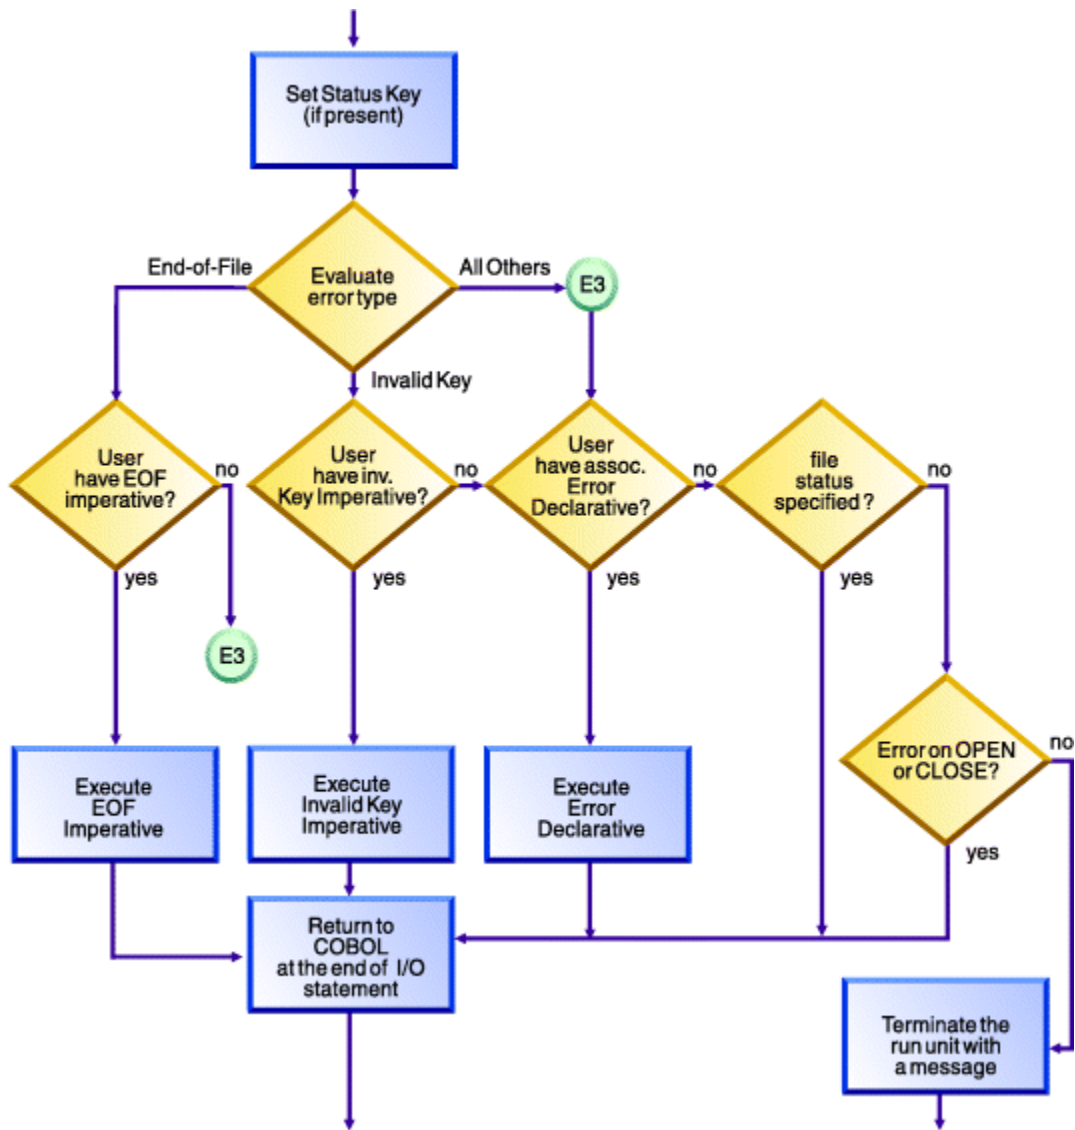 Set Status Key
(if present)
End-of-File
Evaluate
error type
All Others
E3
Invalid Key
User
have EOF
imperative?
no
yes
User
have inv.
Key Imperative?
no
yes
User
have assoc.
Error
Declarative?
no
yes
file
status
specified ?
no
yes
E3
Error on OPEN
or CLOSE?
no
yes
Execute
EOF
Imperative
Execute
Invalid Key
Imperative
Execute
Error
Declarative
Return to
COBOL
at the end of I/O
statement
Terminate the
run unit with
a message